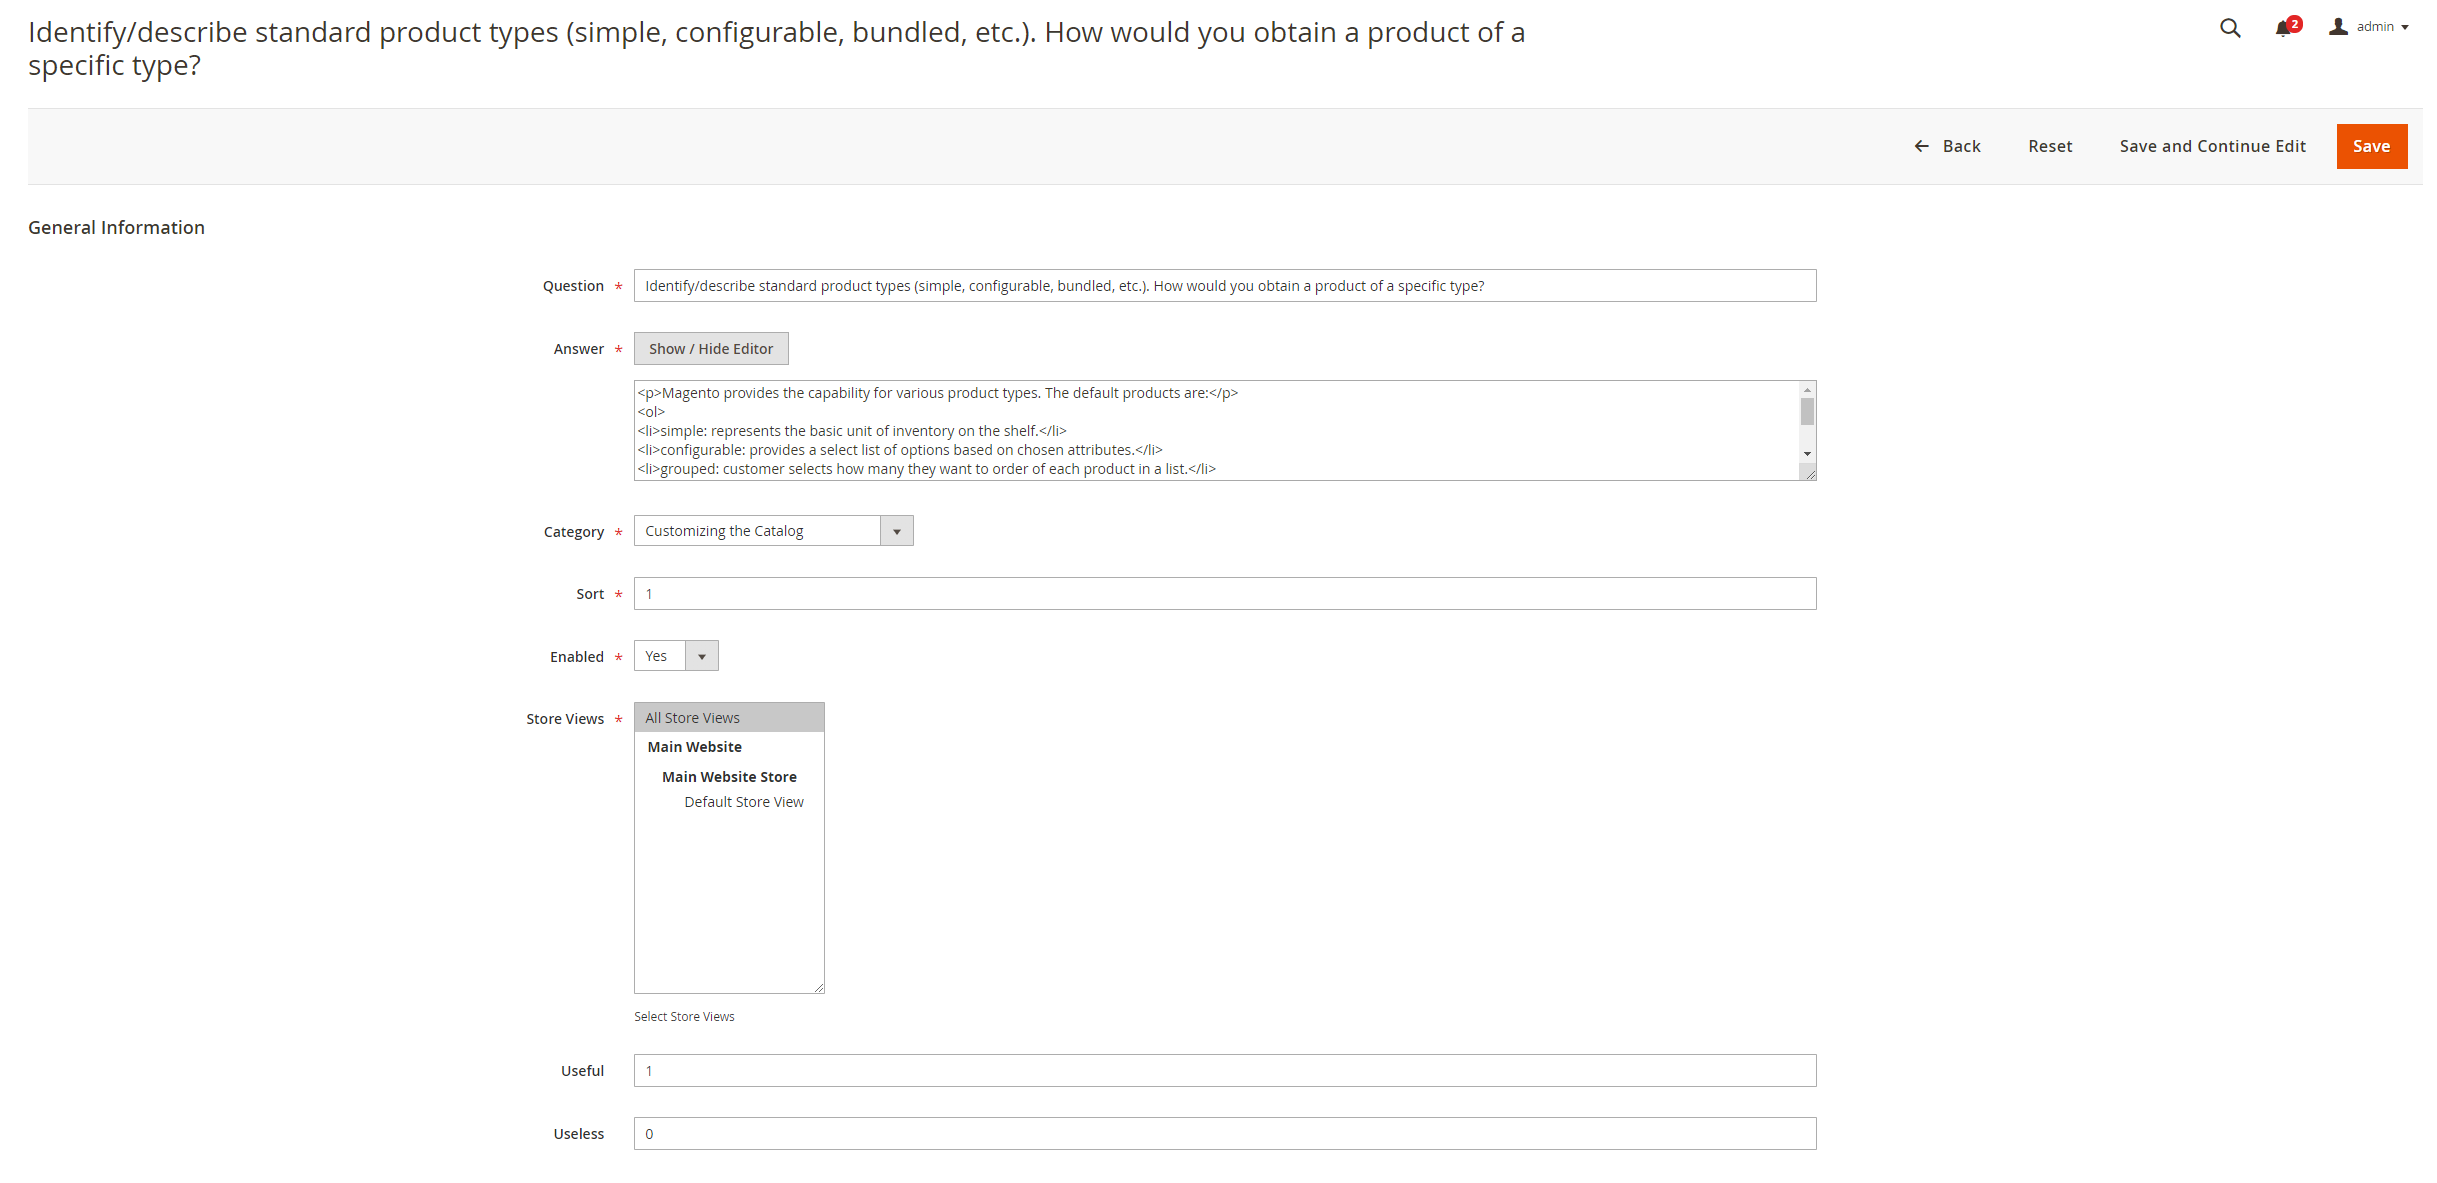 Identify/describe standard product types (simple, configurable, bundled, etc.). How would you obtain a product of a
specific type?
2
admin
Back
Reset
Save and Continue Edit
Save
General Information
Question *
Identify/describe standard product types (simple, configurable, bundled, etc.). How would you obtain a product of a specific type?
Answer *
Show / Hide Editor
<p>Magento provides the capability for various product types. The default products are:</p>
<ol>
<li>simple: represents the basic unit of inventory on the shelf.</li>
<li>configurable: provides a select list of options based on chosen attributes.</li>
<li>grouped: customer selects how many they want to order of each product in a list.</li>
Category *
Customizing the Catalog
Sort *
1
Enabled *
Yes
Store Views *
All Store Views
Main Website
Main Website Store
Default Store View
Select Store Views
Useful
1
Useless
0